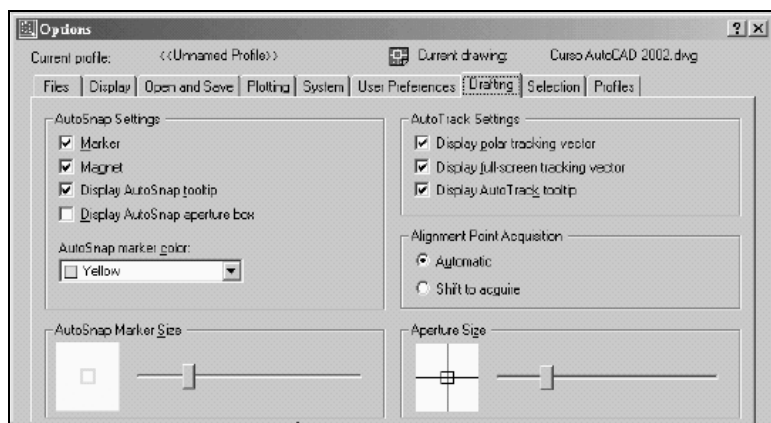 Options
Current profile: <<Unnamed Profile>> Current drawing: Curso AutoCAD 2002.dwg
Files Display Open and Save Plotting System User Preferences Drafting Selection Profiles
AutoSnap Settings
Marker
Magnet
Display AutoSnap tooltip
Display AutoSnap aperture box
AutoSnap marker color:
Yellow
AutoTrack Settings
Display polar tracking vector
Display full-screen tracking vector
Display AutoTrack tooltip
Alignment Point Acquisition
Automatic
Shift to acquire
AutoSnap Marker Size
Aperture Size